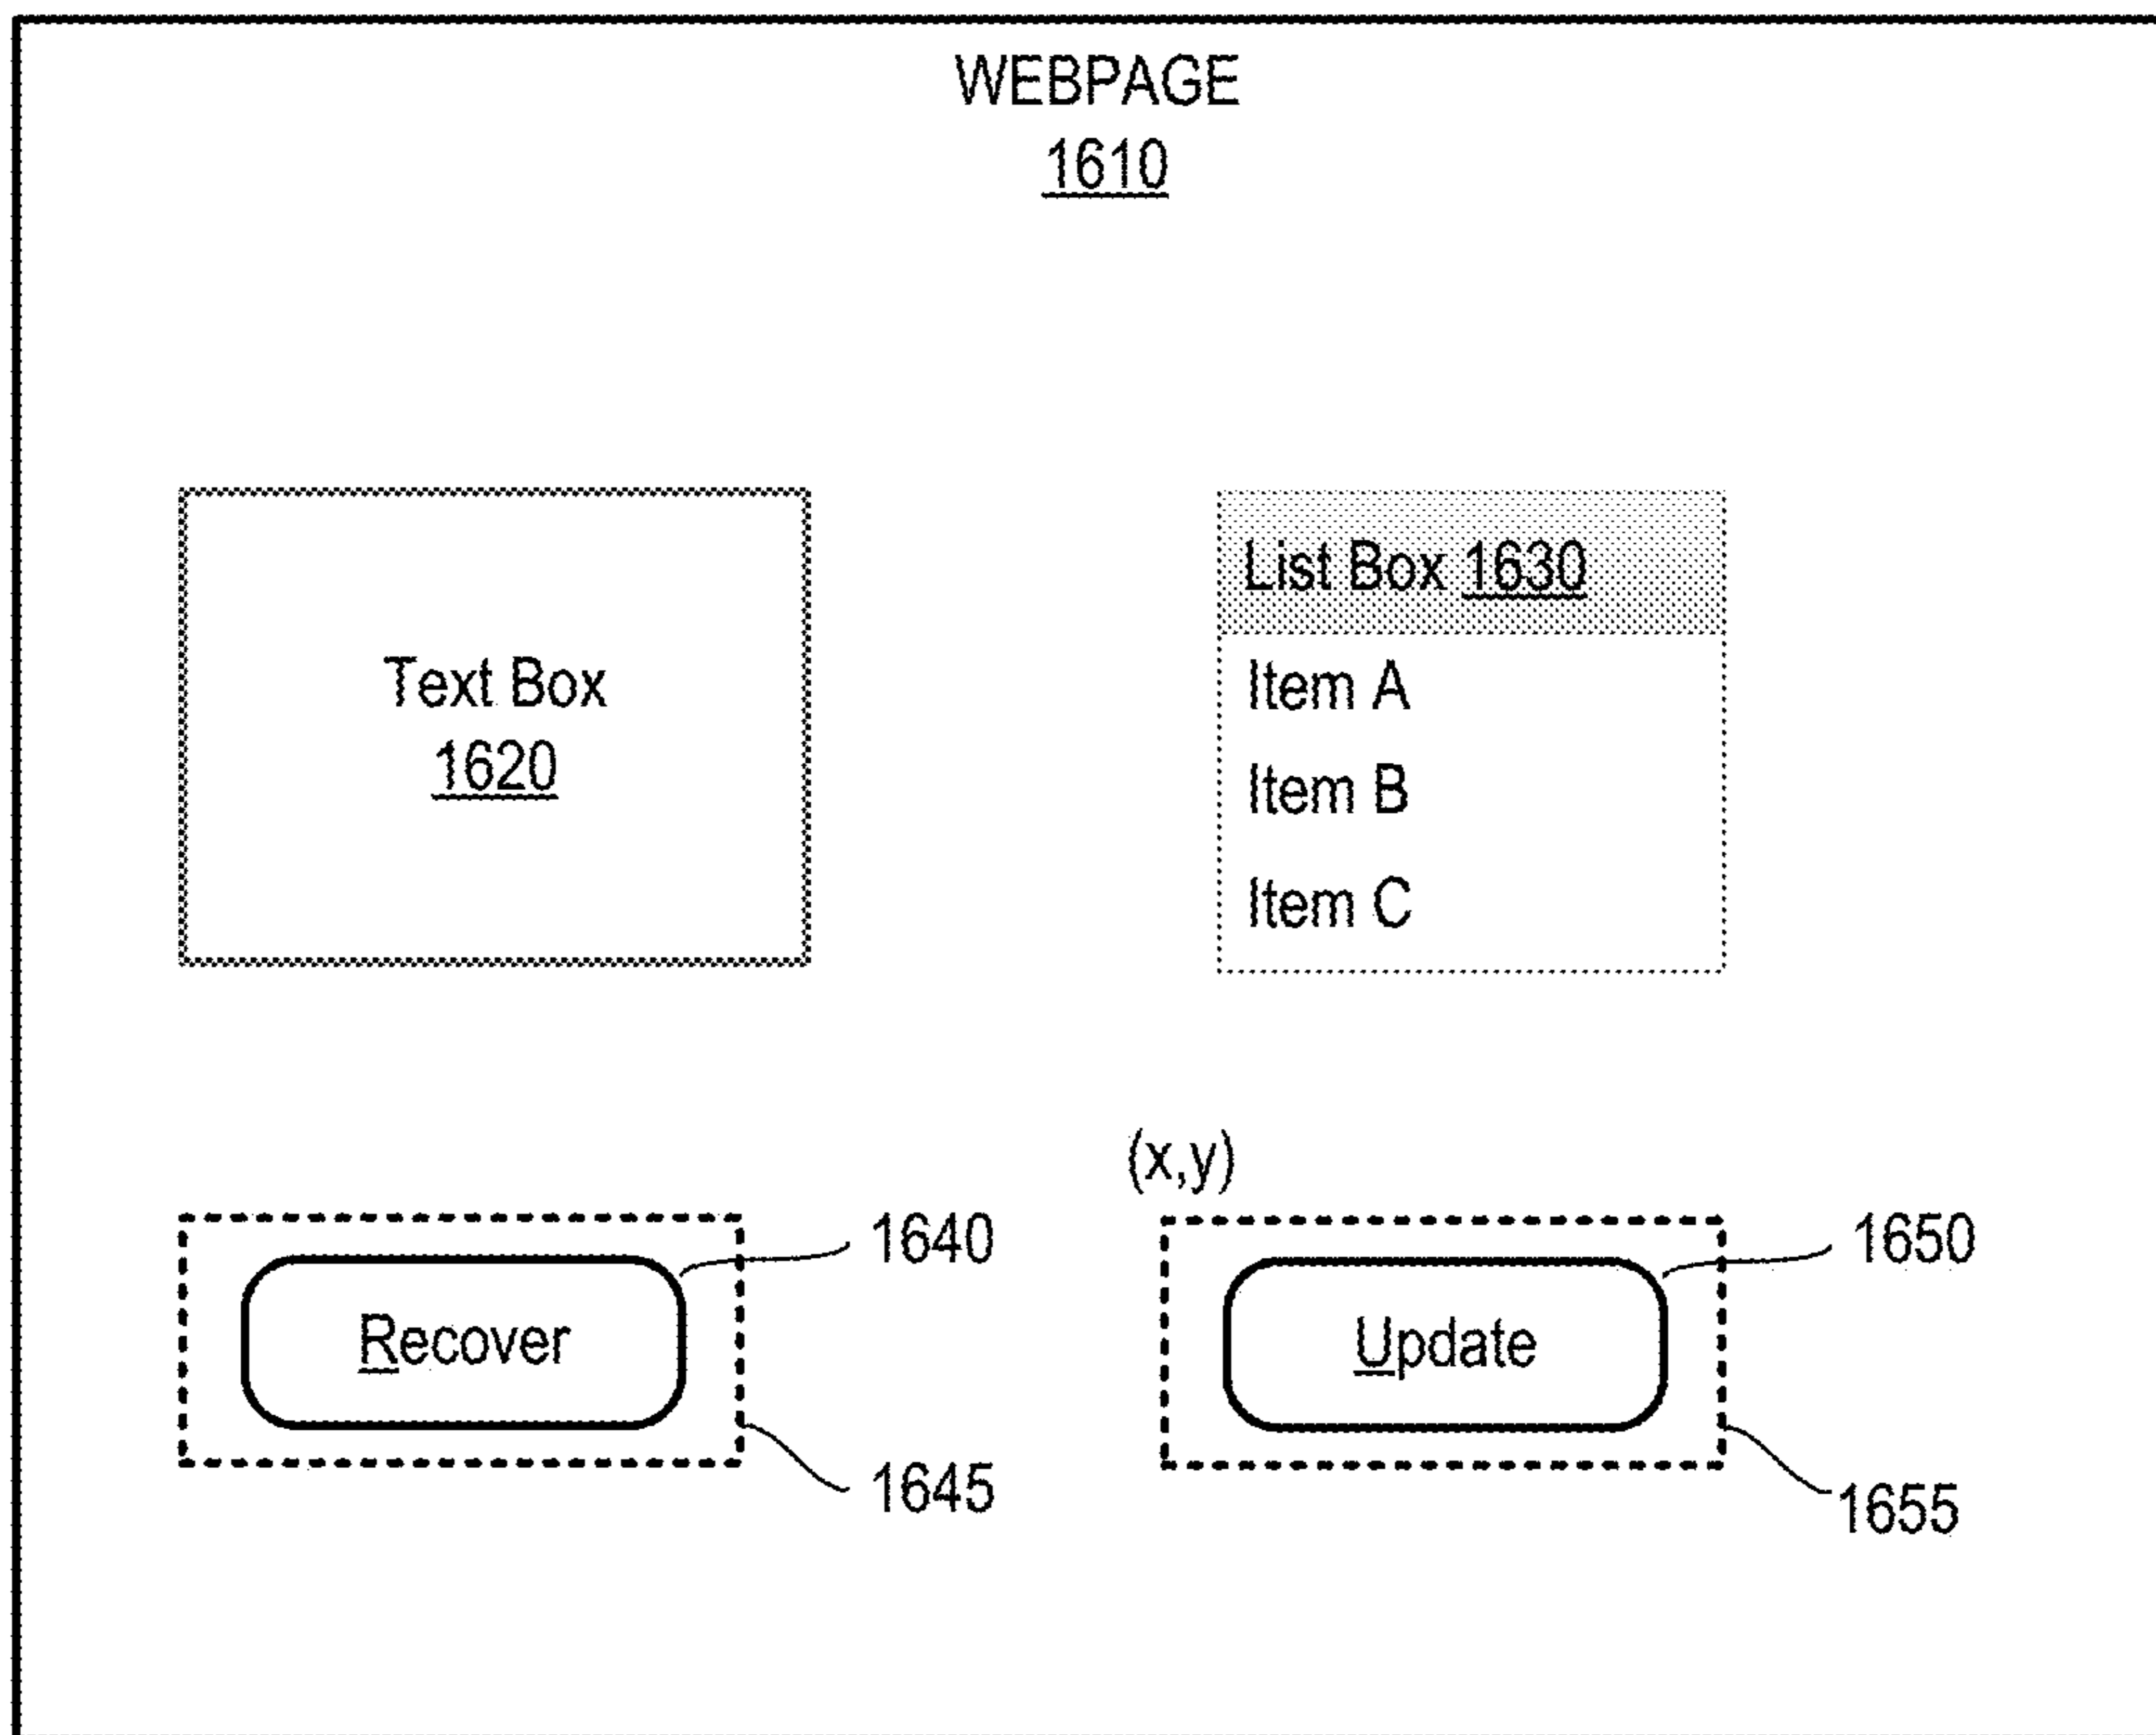 WEBPAGE
1610
Text Box
1620
List Box 1630
Item A
Item B
Item C
(x,y)
Recover
1640
1645
Update
1650
1655